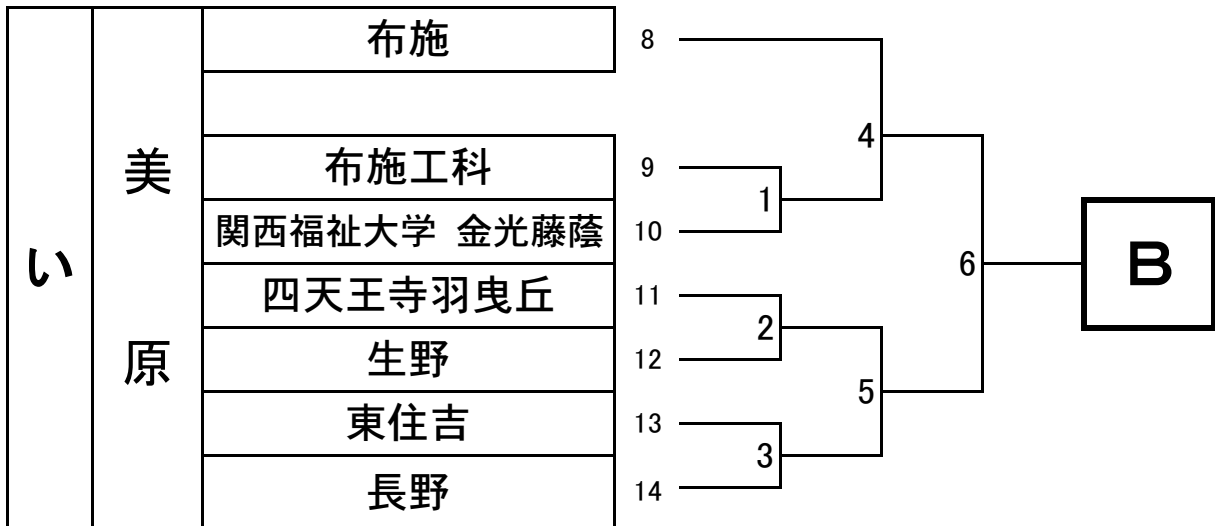 い
美原
布施 8
布施工科 9
関西福祉大学 金光藤蔭 10
四天王寺羽曳丘 11
生野 12
東住吉 13
長野 14
1
2
3
4
5
6
B